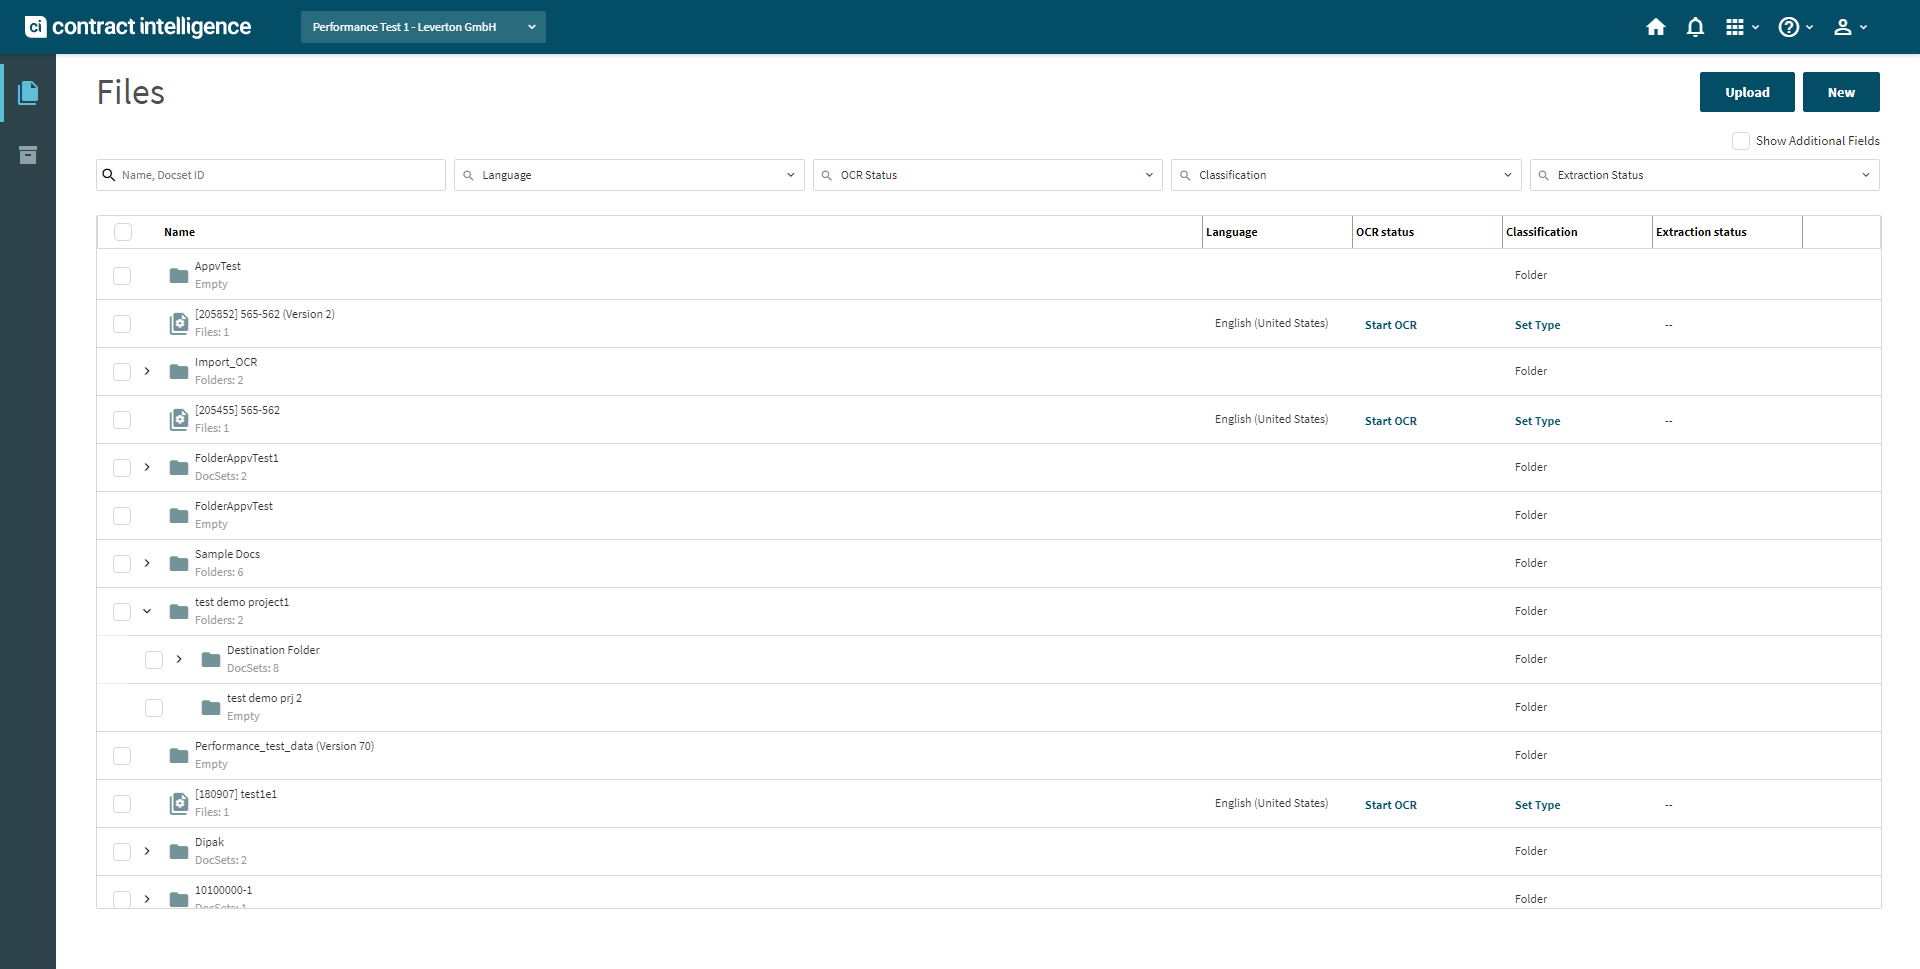 ci contract intelligence
Performance Test 1 - Leverton GmbH
Files
Upload
New
Show Additional Fields
Name, Docset ID
Language
OCR Status
Classification
Extraction Status
Name
Language
OCR status
Classification
Extraction status
AppvTest
Empty
Folder
[205852] 565-562 (Version 2)
Files: 1
English (United States)
Start OCR
Set Type
--
Import_OCR
Folders: 2
Folder
[205455] 565-562
Files: 1
English (United States)
Start OCR
Set Type
--
FolderAppvTest1
DocSets: 2
Folder
FolderAppvTest
Empty
Folder
Sample Docs
Folders: 6
Folder
test demo project1
Folders: 2
Folder
Destination Folder
DocSets: 8
Folder
test demo prj 2
Empty
Folder
Performance_test_data (Version 70)
Empty
Folder
[180907] test1e1
Files: 1
English (United States)
Start OCR
Set Type
--
Dipak
DocSets: 2
Folder
10100000-1
DocSets: 1
Folder